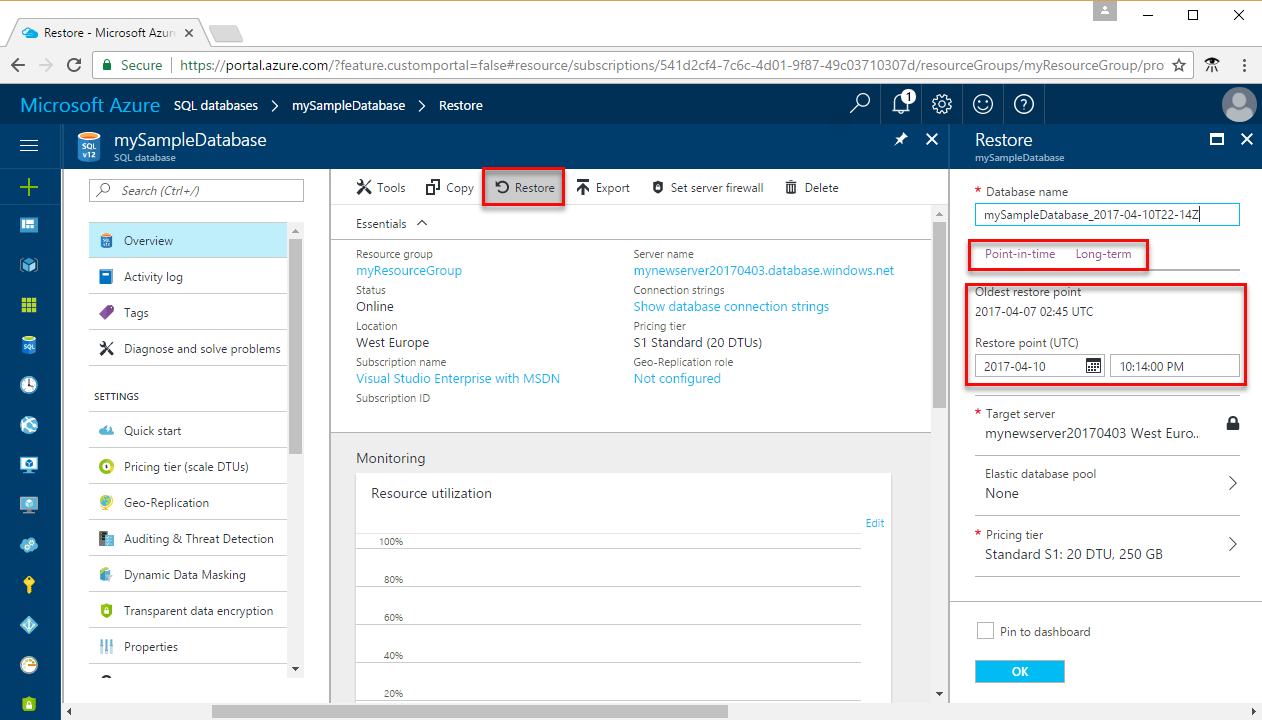 Restore - Microsoft Azur
Secure
https://portal.azure.com/?feature.customportal=false#resource/subscriptions/541d2cf4-7c6c-4d01-9f87-49c03710307d/resourceGroups/myResourceGroup/pro
Microsoft Azure SQL databases > mySampleDatabase > Restore
1
SQL v12
mySampleDatabase
SQL database
Search (Ctrl+/)
Overview
Activity log
Tags
Diagnose and solve problems
SETTINGS
Quick start
Pricing tier (scale DTUs)
Geo-Replication
Auditing & Threat Detection
Dynamic Data Masking
Transparent data encryption
Properties
Tools Copy Restore Export Set server firewall Delete
Essentials
Resource group
myResourceGroup
Status
Online
Location
West Europe
Subscription name
Visual Studio Enterprise with MSDN
Subscription ID
Server name
mynewserver20170403.database.windows.net
Connection strings
Show database connection strings
Pricing tier
S1 Standard (20 DTUs)
Geo-Replication role
Not configured
Monitoring
Resource utilization
Edit
100%
80%
60%
40%
20%
Restore
mySampleDatabase
* Database name
mySampleDatabase_2017-04-10T22-14Z
Point-in-time Long-term
Oldest restore point
2017-04-07 02:45 UTC
Restore point (UTC)
2017-04-10 10:14:00 PM
* Target server
mynewserver20170403 West Euro...
Elastic database pool
None
* Pricing tier
Standard S1: 20 DTU, 250 GB
Pin to dashboard
OK